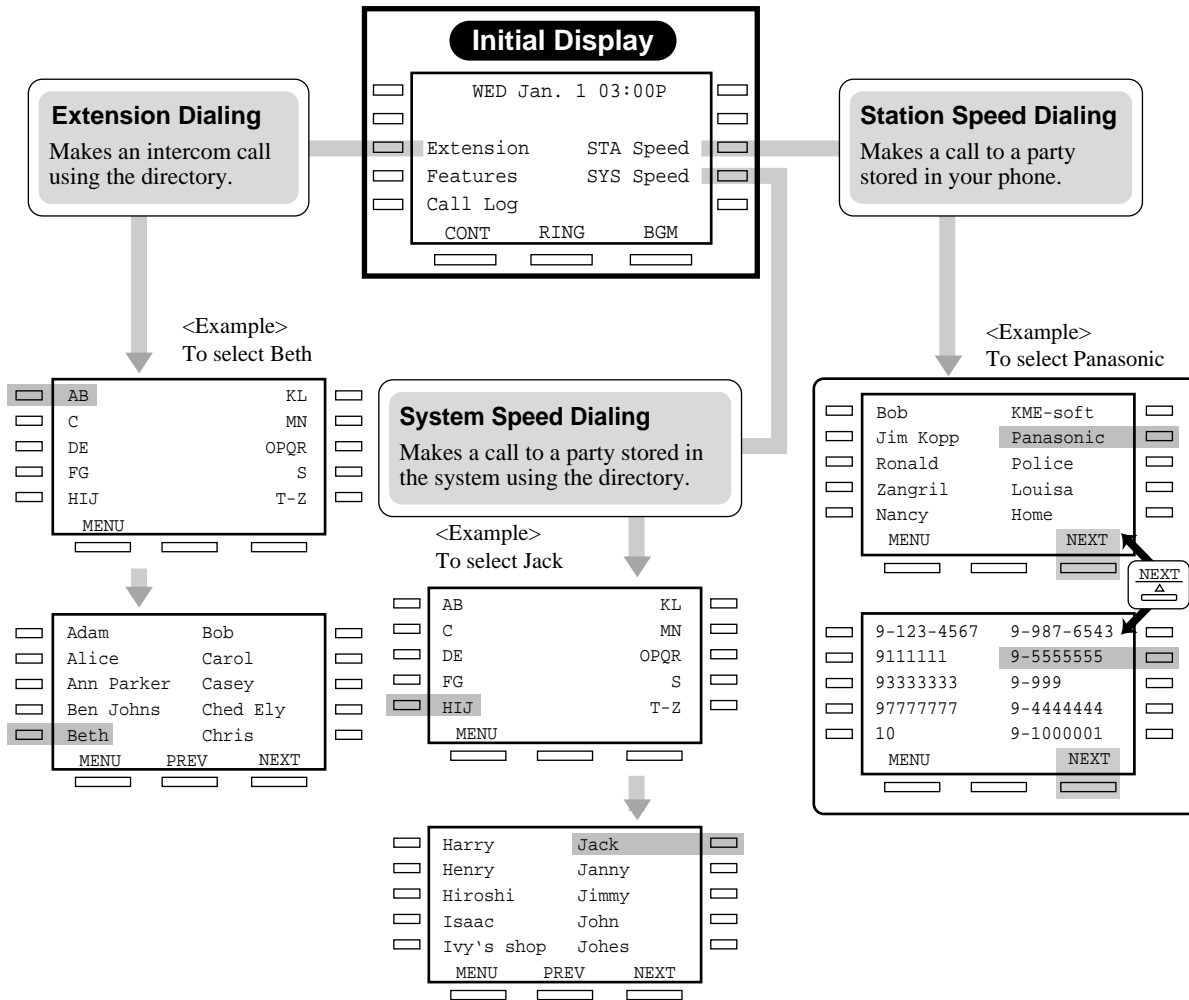 Initial Display
WED Jan. 1 03:00P
Extension STA Speed
Features SYS Speed
Call Log
CONT RING BGM
Extension Dialing
Makes an intercom call
using the directory.
Station Speed Dialing
Makes a call to a party
stored in your phone.
<Example>
To select Beth
AB KL
C MN
DE OPQR
FG S
HIJ T-Z
MENU
Adam Bob
Alice Carol
Ann Parker Casey
Ben Johns Ched Ely
Beth Chris
MENU PREV NEXT
System Speed Dialing
Makes a call to a party stored in
the system using the directory.
<Example>
To select Jack
AB KL
C MN
DE OPQR
FG S
HIJ T-Z
MENU
Harry Jack
Henry Janny
Hiroshi Jimmy
Isaac John
Ivy's shop Johes
MENU PREV NEXT
<Example>
To select Panasonic
Bob KME-soft
Jim Kopp Panasonic
Ronald Police
Zangril Louisa
Nancy Home
MENU NEXT
NEXT
9-123-4567 9-987-6543
9111111 9-5555555
93333333 9-999
97777777 9-4444444
10 9-1000001
MENU NEXT